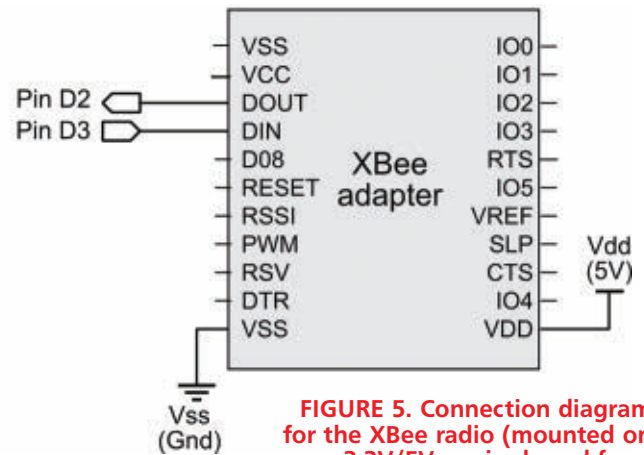 VSS IO0
VCC IO1
Pin D2 DOUT IO2
Pin D3 DIN IO3
D08 RTS
XBee
adapter
RESET IO5
RSSI VREF
PWM SLP
RSV CTS
DTR IO4
VSS VDD
Vdd
(5V)
Vss
(Gnd)
FIGURE 5. Connection diagram
for the XBee radio (mounted on